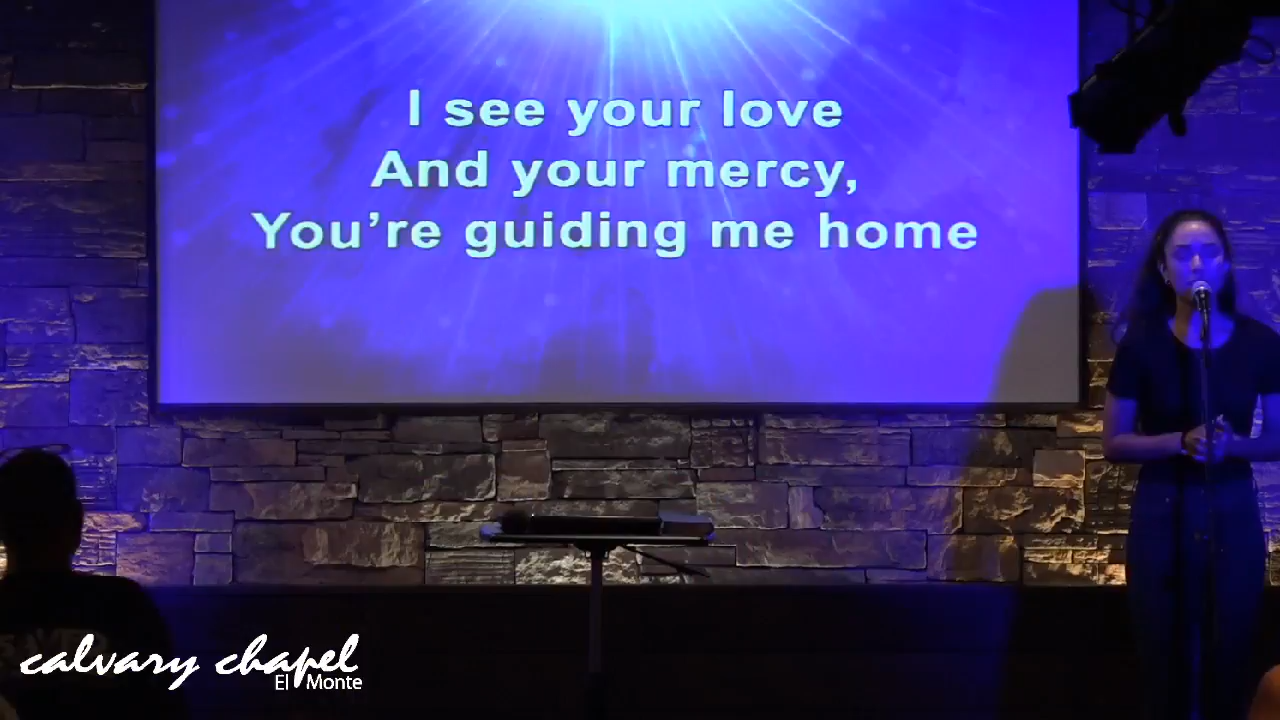 I see your love
And your mercy,
You're guiding me home
calvary chapel
El Monte